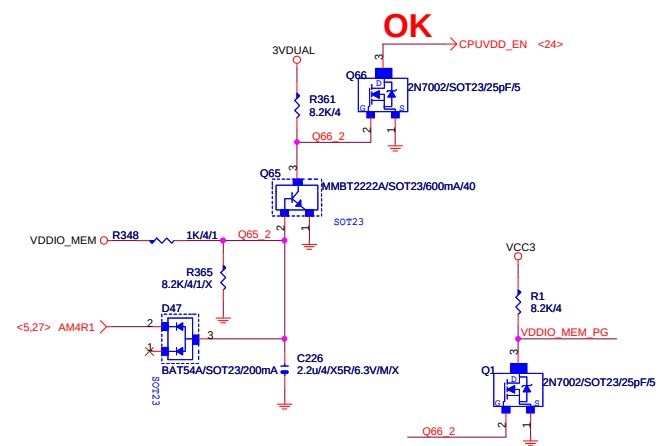 OK
CPUVDD_EN <24>
3VDUAL
3
Q66
D
2N7002/SOT23/25pF/5
R361
8.2K/4
G
S
Q66_2
2
1
3
Q65
MMBT2222A/SOT23/600mA/40
2
1
SOT23
VDDIO_MEM
R348
1K/4/1
Q65_2
VCC3
R365
8.2K/4/1/X
R1
8.2K/4
D47
<5,27> AM4R1
2
3
VDDIO_MEM_PG
1
3
C226
2.2u/4/X5R/6.3V/M/X
BAT54A/SOT23/200mA
Q1
D
2N7002/SOT23/25pF/5
SOT23
G
S
Q66_2
2
1